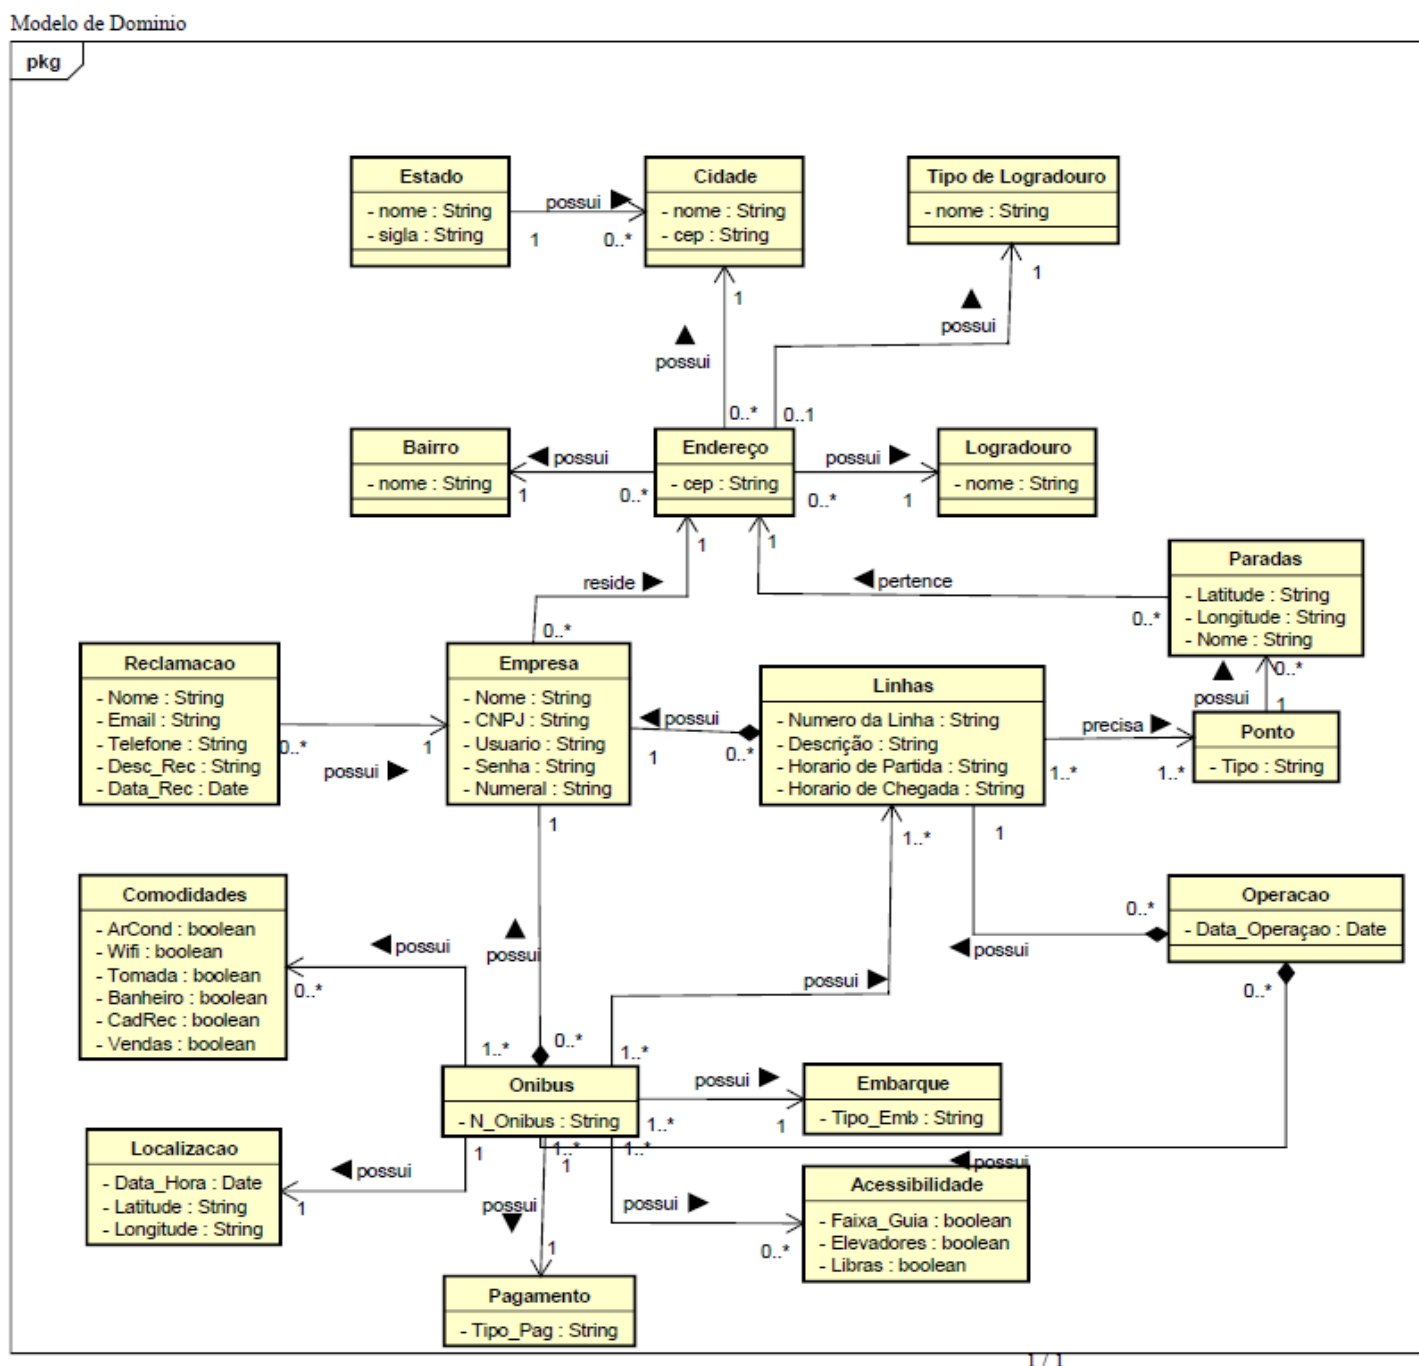 Modelo de Dominio
pkg
Estado
- nome : String
- sigla : String
possui
1
0..*
Cidade
- nome : String
- cep : String
Tipo de Logradouro
- nome : String
1
possui
1
possui
0..*
0..1
Bairro
- nome : String
possui
1
0..*
Endereço
- cep : String
possui
0..*
1
Logradouro
- nome : String
1
1
reside
0..*
pertence
0..*
Paradas
- Latitude : String
- Longitude : String
- Nome : String
0..*
possui
1
Reclamacao
- Nome : String
- Email : String
- Telefone : String
- Desc_Rec : String
- Data_Rec : Date
0..*
1
possui
Empresa
- Nome : String
- CNPJ : String
- Usuario : String
- Senha : String
- Numeral : String
possui
1
0..*
Linhas
- Numero da Linha : String
- Descrição : String
- Horario de Partida : String
- Horario de Chegada : String
precisa
1..*
1..*
Ponto
- Tipo : String
1
1..*
1
Comodidades
- ArCond : boolean
- Wifi : boolean
- Tomada : boolean
- Banheiro : boolean
- CadRec : boolean
- Vendas : boolean
possui
0..*
1..*
possui
0..*
possui
1..*
possui
0..*
Operacao
- Data_Operaçao : Date
0..*
Onibus
- N_Onibus : String
possui
1..*
1
Embarque
- Tipo_Emb : String
1
1..*
1
1..*
possui
Localizacao
- Data_Hora : Date
- Latitude : String
- Longitude : String
possui
1
possui
1
possui
0..*
Acessibilidade
- Faixa_Guia : boolean
- Elevadores : boolean
- Libras : boolean
Pagamento
- Tipo_Pag : String
1 / 1